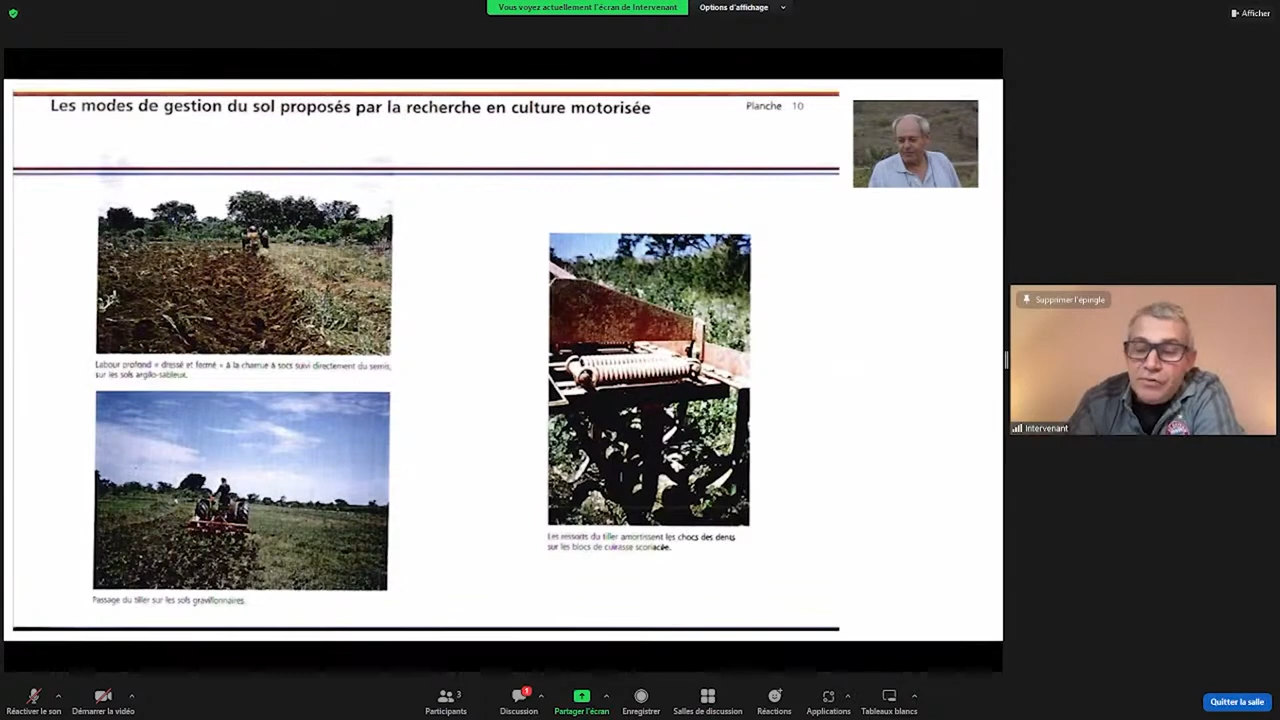 Vous voyez actuellement l'écran de Intervenant
Options d'affichage
Afficher
Les modes de gestion du sol proposés par la recherche en culture motorisée
Planche 10
Labour profond « dressé et fermé » à la charrue à socs suivi directement du semis,
sur les sols argilo-sableux.
Passage du tiller sur les sols gravillonnaires.
Les ressorts du tiller amortissent les chocs des dents
sur les blocs de cuirasse scoriacée.
Supprimer l'épingle
Intervenant
Réactiver le son
Démarrer la vidéo
3
Participants
1
Discussion
Partager l'écran
Enregistrer
Salles de discussion
Réactions
Applications
Tableaux blancs
Quitter la salle